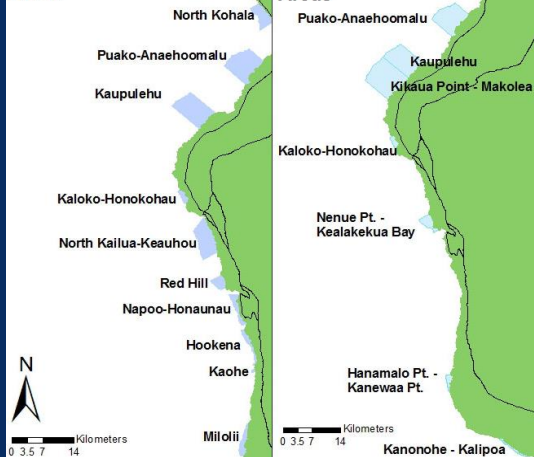 North Kohala
Puako-Anaehoomalu
Kaupulehu
Kaloko-Honokohau
North Kailua-Keauhou
Red Hill
Napoo-Honaunau
Hookena
Kaohe
Milolii
N
Kilometers
0 3.5 7 14
Puako-Anaehoomalu
Kaupulehu
Kikaua Point - Makolea
Kaloko-Honokohau
Nenue Pt. -
Kealakekua Bay
Hanamalo Pt. -
Kanewaa Pt.
Kanonohe - Kalipoa
Kilometers
0 3.5 7 14